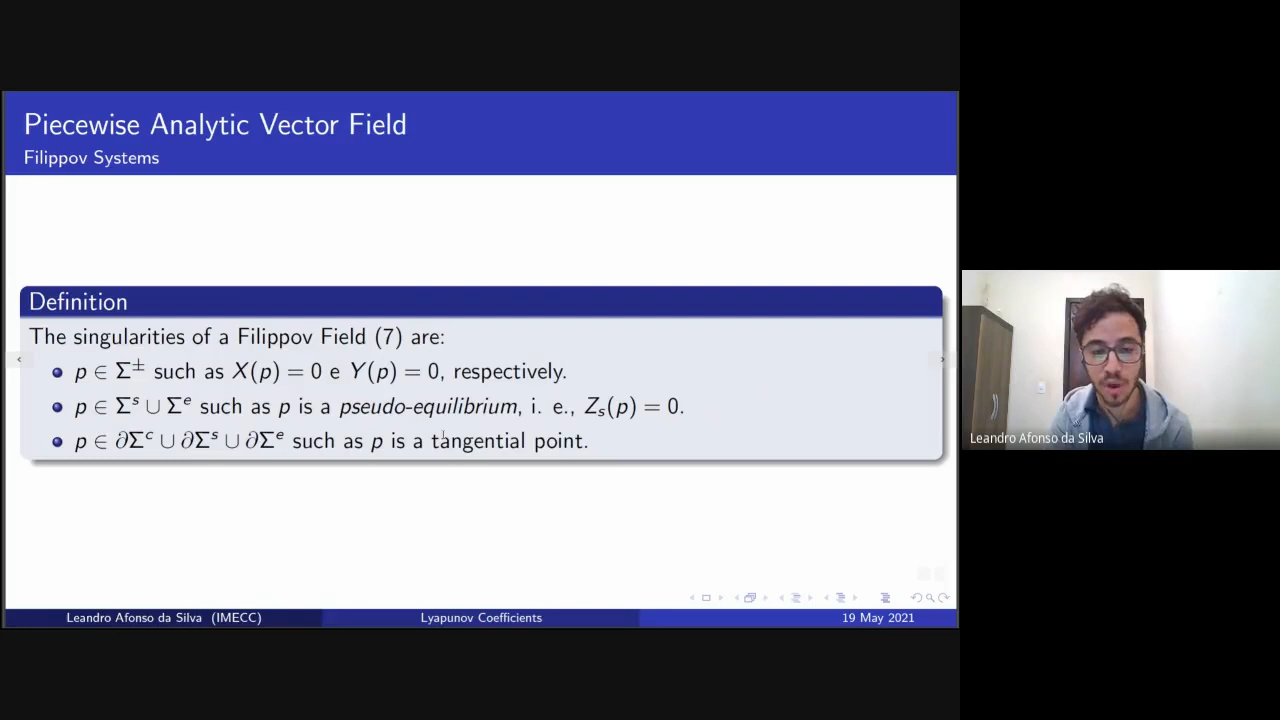 Piecewise Analytic Vector Field
Filippov Systems
Definition
The singularities of a Filippov Field (7) are:
p ∈ Σ± such as X(p) = 0 e Y(p) = 0, respectively.
p ∈ Σs ∪ Σe such as p is a pseudo-equilibrium, i. e., Zs(p) = 0.
p ∈ ∂Σc ∪ ∂Σs ∪ ∂Σe such as p is a tangential point.
Leandro Afonso da Silva (IMECC)
Lyapunov Coefficients
19 May 2021
Leandro Afonso da Silva